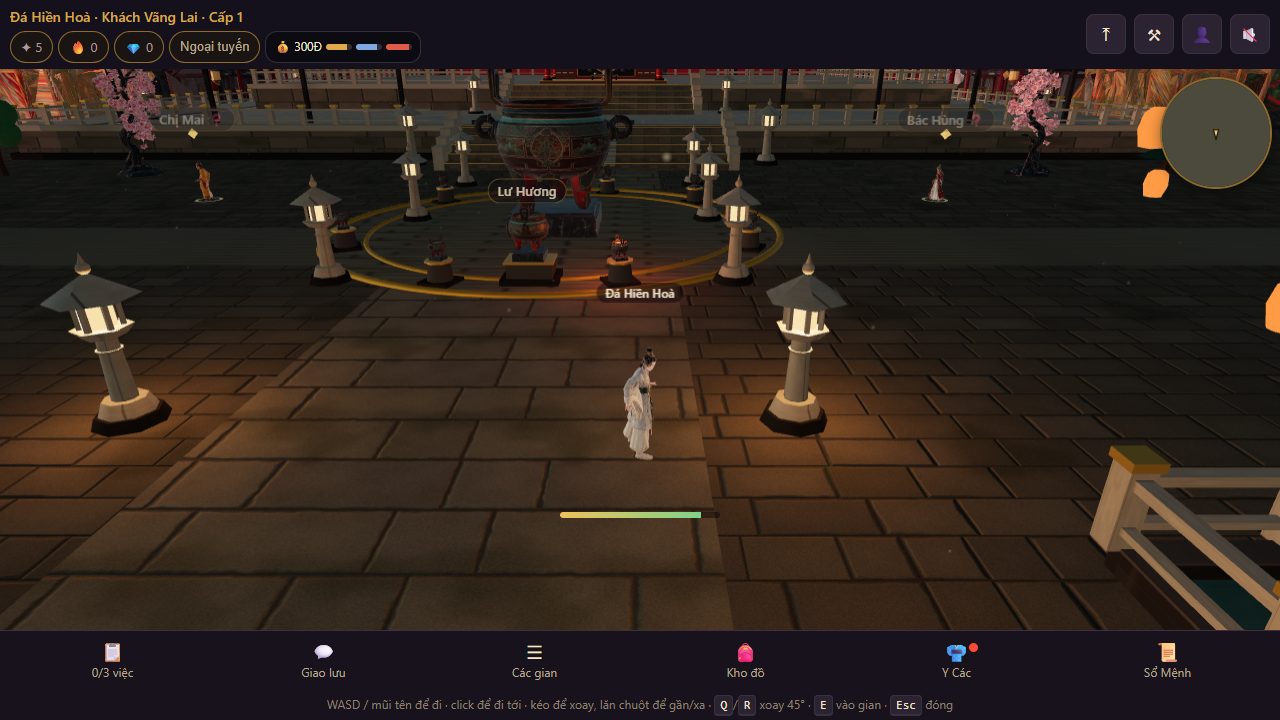 Đá Hiền Hoà · Khách Vãng Lai · Cấp 1
5 0 0 Ngoại tuyến 300Đ
Chị Mai ?
Bác Hùng ?
Lư Hương
Đá Hiền Hoà
0/3 việc
Giao lưu
Các gian
Kho đồ
Y Các
Sổ Mệnh
WASD / mũi tên để đi · click để đi tới · kéo để xoay, lăn chuột để gần/xa · Q / R xoay 45° · E vào gian · Esc đóng